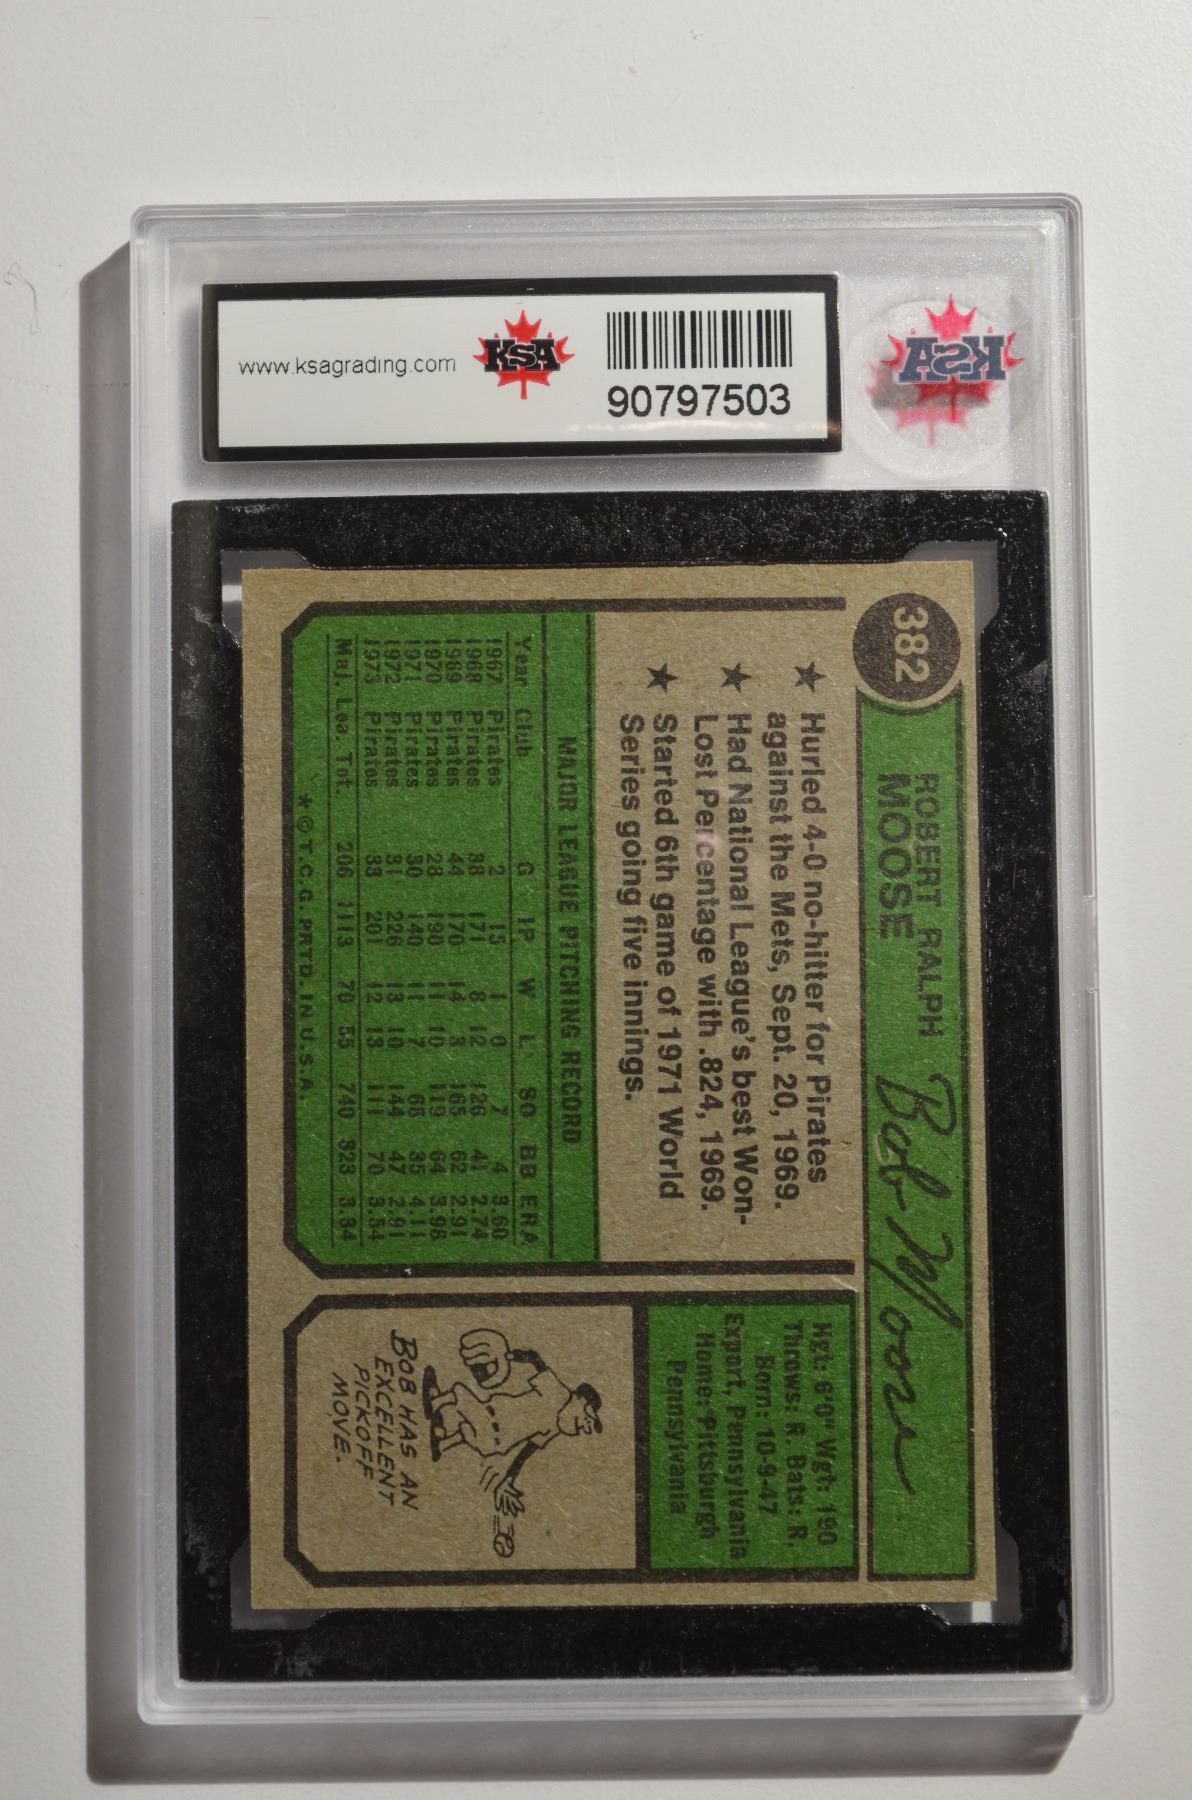 www.ksagrading.com
KSA
90797503
KSA
382
ROBERT RALPH
MOOSE
Bob Moose
★ Hurled 4-0 no-hitter for Pirates
against the Mets, Sept. 20, 1969.
★ Had National League's best Won-
Lost Percentage with .824, 1969.
★ Started 6th game of 1971 World
Series going five innings.
MAJOR LEAGUE PITCHING RECORD
Year Club G IP W L SO BB ERA
1967 Pirates 2 15 1 0 7 4 3.60
1968 Pirates 38 171 8 12 126 41 2.74
1969 Pirates 44 170 14 3 165 62 2.91
1970 Pirates 28 190 11 10 119 64 3.98
1971 Pirates 30 140 11 7 68 35 4.11
1972 Pirates 31 226 13 10 144 47 2.91
1973 Pirates 33 201 12 13 111 70 3.54
Maj. Lea. Tot. 206 1113 70 55 740 323 3.34
* © T.C.G. PRTD. IN U.S.A.
Hgt: 6'0" Wgt: 190
Throws: R. Bats: R.
Born: 10-9-47
Export, Pennsylvania
Home: Pittsburgh
Pennsylvania
BOB HAS AN
EXCELLENT
PICKOFF
MOVE.